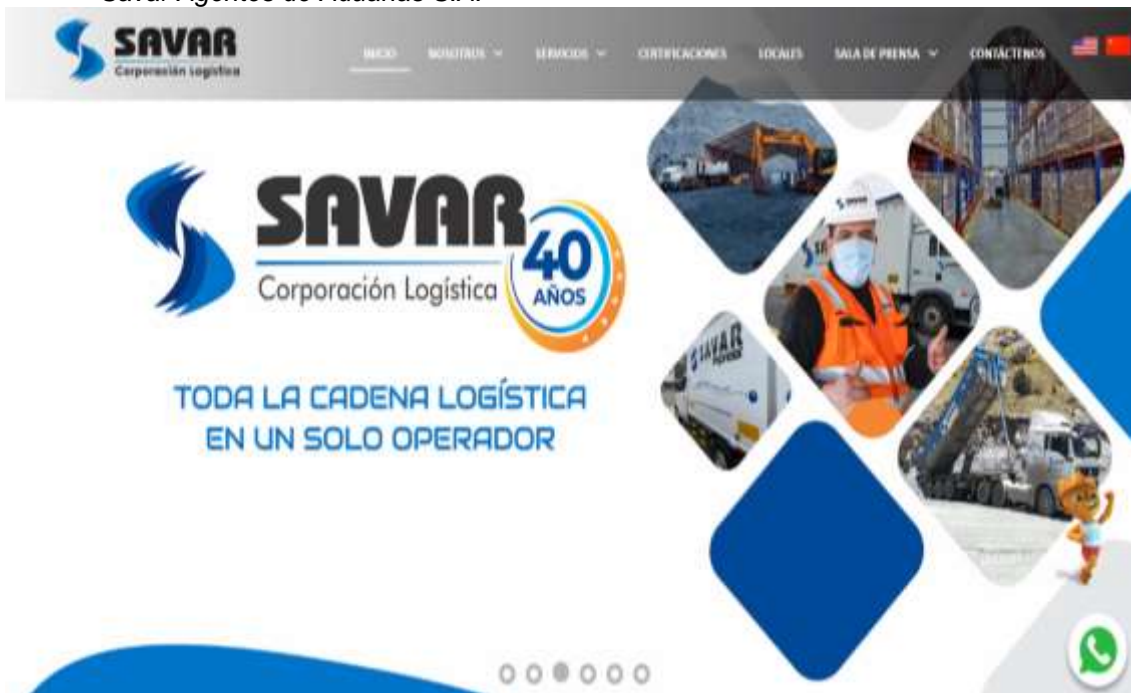 Savar Agentes de Aduanas S.A.
SAVAR
Corporación Logística
INICIO NOSOTROS SERVICIOS CERTIFICACIONES LOCALES SALA DE PRENSA CONTÁCTENOS
SAVAR
Corporación Logística
40
AÑOS
TODA LA CADENA LOGÍSTICA
EN UN SOLO OPERADOR
SAVAR